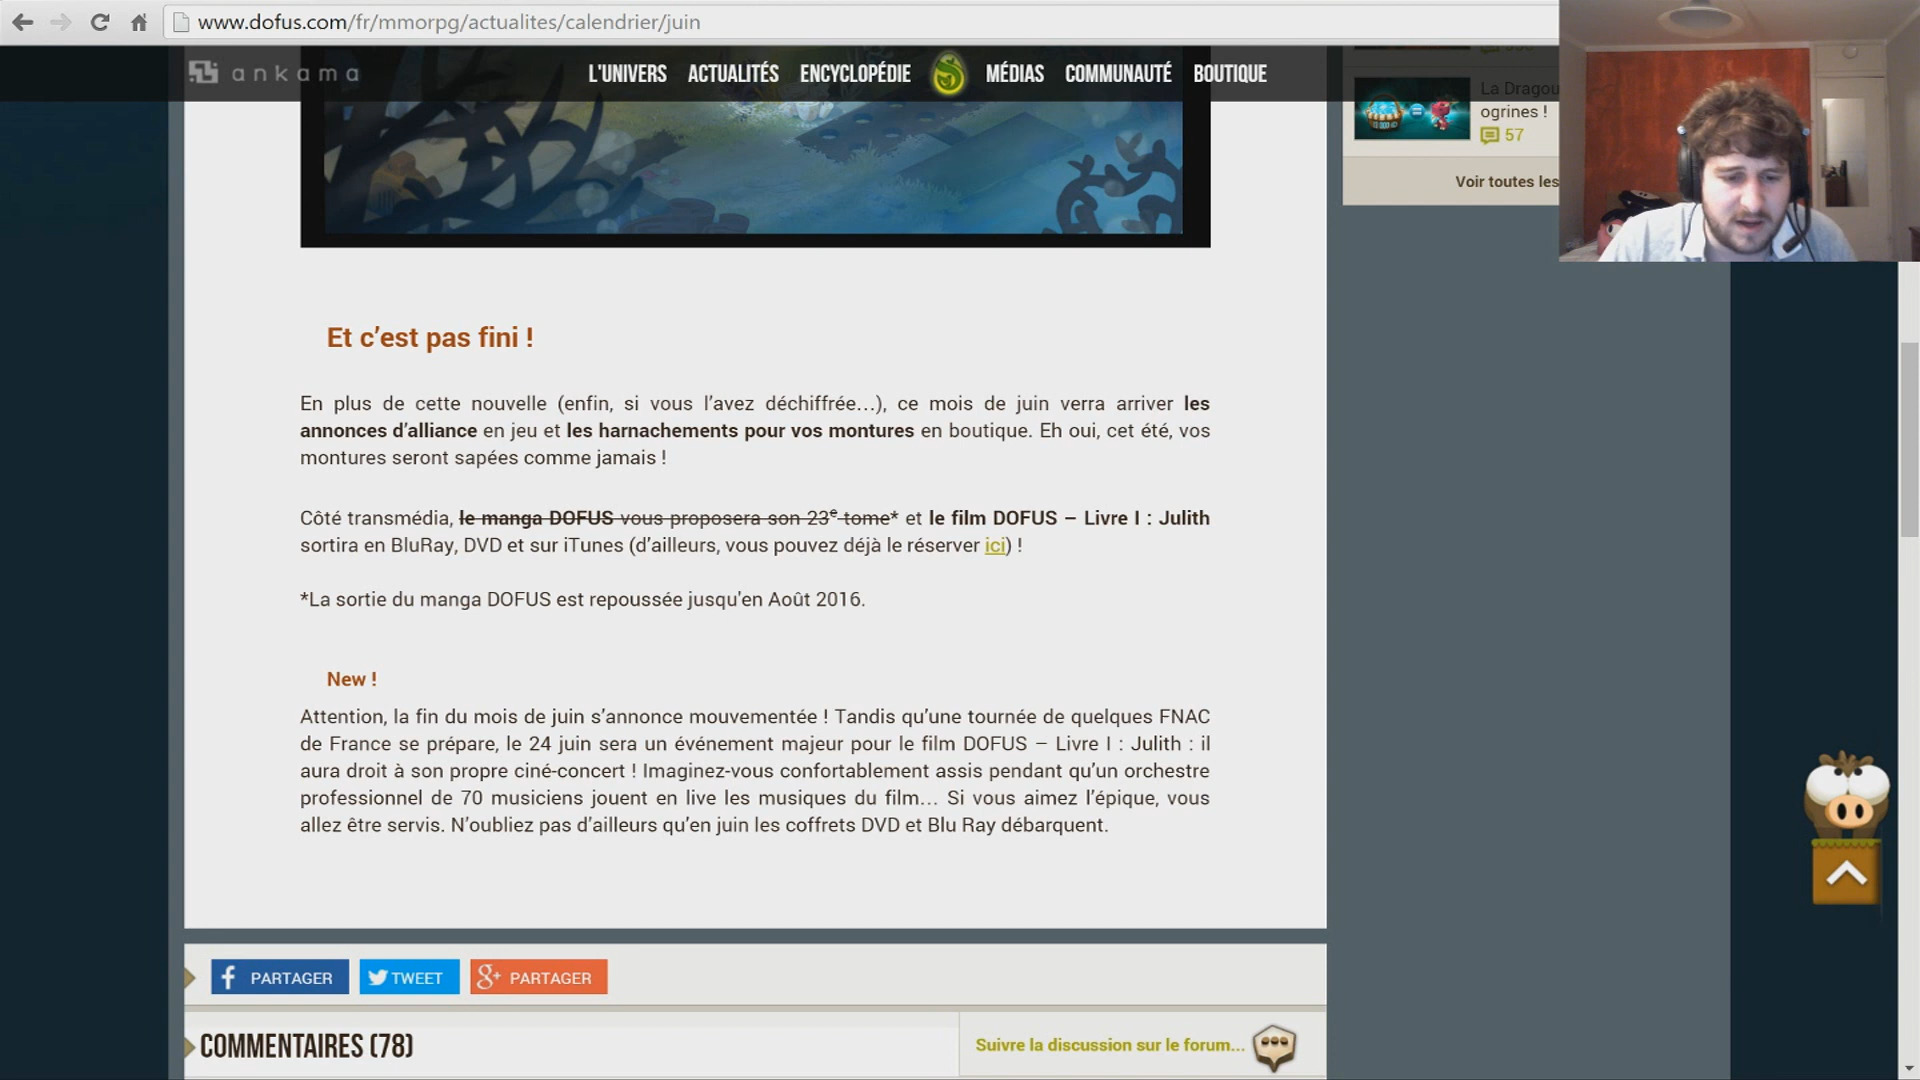 www.dofus.com/fr/mmorpg/actualites/calendrier/juin
ankama
L'UNIVERS ACTUALITÉS ENCYCLOPÉDIE MÉDIAS COMMUNAUTÉ BOUTIQUE
La Dragou
ogrines !
57
Voir toutes les
Et c’est pas fini !
En plus de cette nouvelle (enfin, si vous l’avez déchiffrée…), ce mois de juin verra arriver les
annonces d’alliance en jeu et les harnachements pour vos montures en boutique. Eh oui, cet été, vos
montures seront sapées comme jamais !
Côté transmédia, le manga DOFUS vous proposera son 23e tome* et le film DOFUS – Livre I : Julith
sortira en BluRay, DVD et sur iTunes (d’ailleurs, vous pouvez déjà le réserver ici) !
*La sortie du manga DOFUS est repoussée jusqu'en Août 2016.
New !
Attention, la fin du mois de juin s’annonce mouvementée ! Tandis qu’une tournée de quelques FNAC
de France se prépare, le 24 juin sera un événement majeur pour le film DOFUS – Livre I : Julith : il
aura droit à son propre ciné-concert ! Imaginez-vous confortablement assis pendant qu’un orchestre
professionnel de 70 musiciens jouent en live les musiques du film… Si vous aimez l’épique, vous
allez être servis. N’oubliez pas d’ailleurs qu’en juin les coffrets DVD et Blu Ray débarquent.
PARTAGER TWEET PARTAGER
COMMENTAIRES (78)
Suivre la discussion sur le forum...